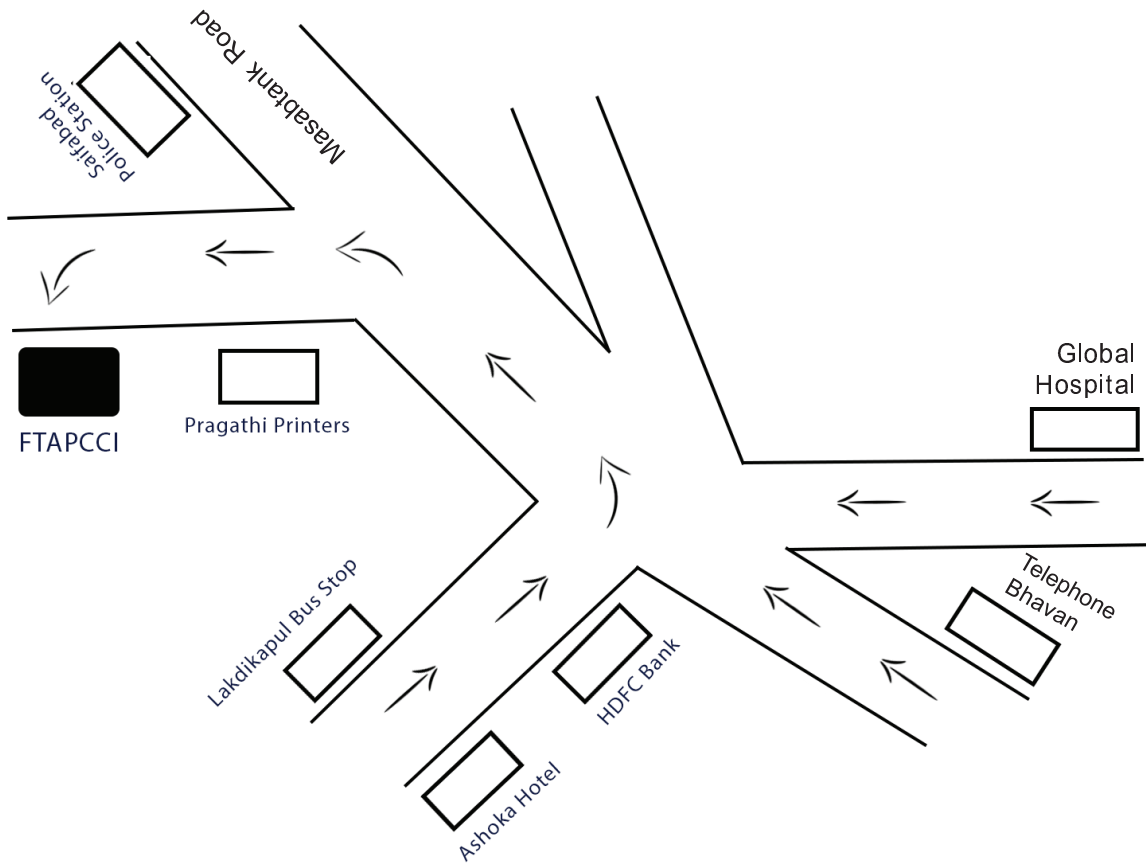 Masabtank Road
Saifabad
Police Station
Global
Hospital
FTAPCCI
Pragathi Printers
Telephone
Bhavan
Lakdikapul Bus Stop
HDFC Bank
Ashoka Hotel